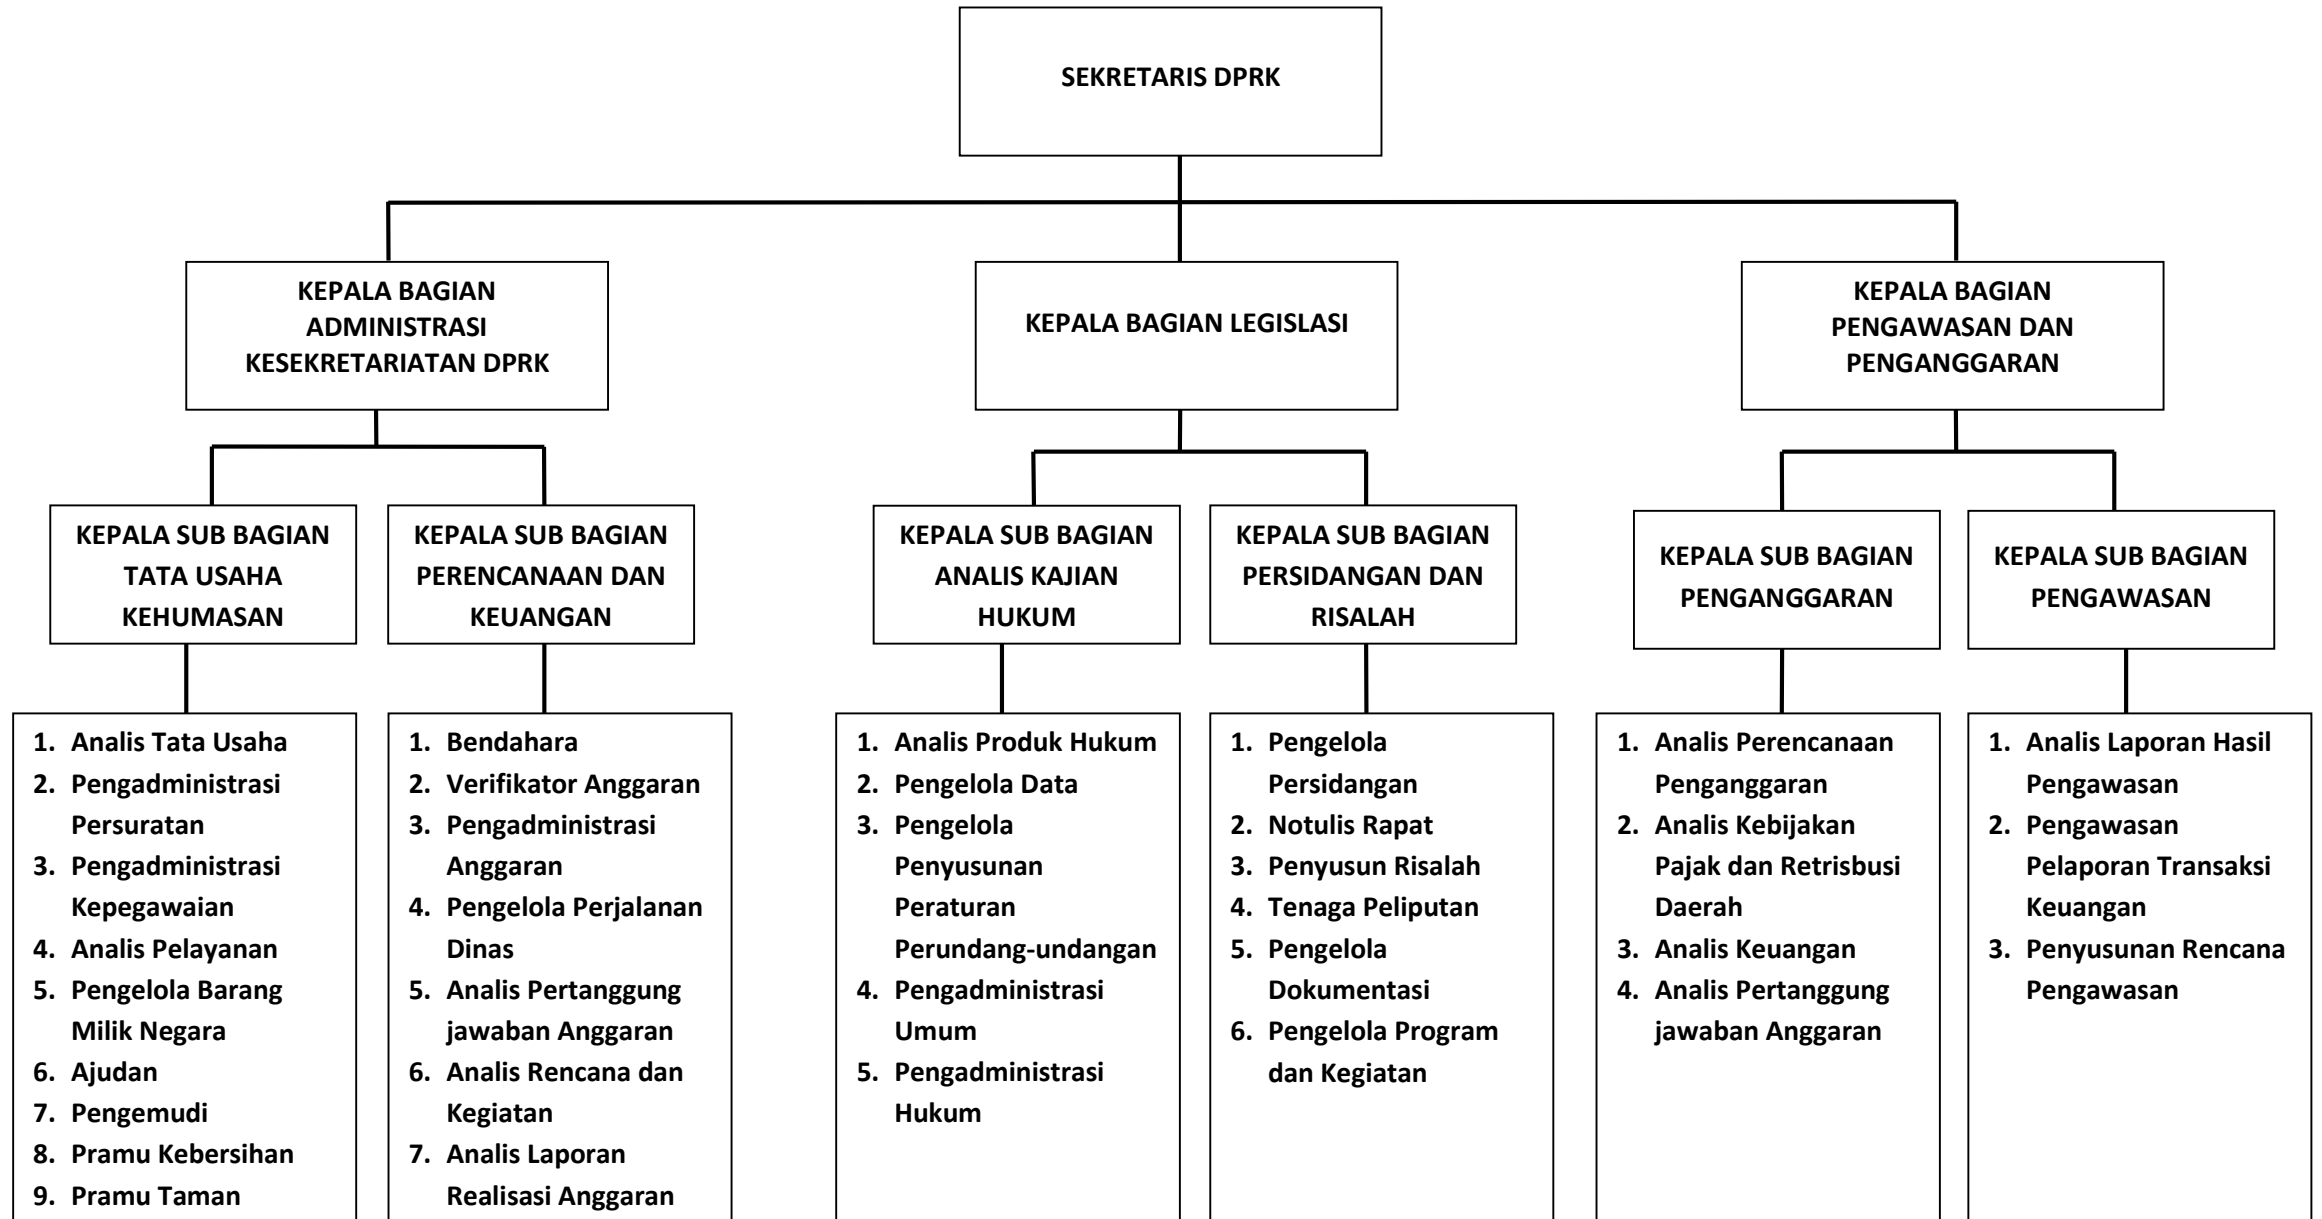 SEKRETARIS DPRK
KEPALA BAGIAN
ADMINISTRASI
KESEKRETARIATAN DPRK
KEPALA BAGIAN LEGISLASI
KEPALA BAGIAN
PENGAWASAN DAN
PENGANGGARAN
KEPALA SUB BAGIAN
TATA USAHA
KEHUMASAN
KEPALA SUB BAGIAN
PERENCANAAN DAN
KEUANGAN
KEPALA SUB BAGIAN
ANALIS KAJIAN
HUKUM
KEPALA SUB BAGIAN
PERSIDANGAN DAN
RISALAH
KEPALA SUB BAGIAN
PENGANGGARAN
KEPALA SUB BAGIAN
PENGAWASAN
1. Analis Tata Usaha
2. Pengadministrasi
Persuratan
3. Pengadministrasi
Kepegawaian
4. Analis Pelayanan
5. Pengelola Barang
Milik Negara
6. Ajudan
7. Pengemudi
8. Pramu Kebersihan
9. Pramu Taman
1. Bendahara
2. Verifikator Anggaran
3. Pengadministrasi
Anggaran
4. Pengelola Perjalanan
Dinas
5. Analis Pertanggung
jawaban Anggaran
6. Analis Rencana dan
Kegiatan
7. Analis Laporan
Realisasi Anggaran
1. Analis Produk Hukum
2. Pengelola Data
3. Pengelola
Penyusunan
Peraturan
Perundang-undangan
4. Pengadministrasi
Umum
5. Pengadministrasi
Hukum
1. Pengelola
Persidangan
2. Notulis Rapat
3. Penyusun Risalah
4. Tenaga Peliputan
5. Pengelola
Dokumentasi
6. Pengelola Program
dan Kegiatan
1. Analis Perencanaan
Penganggaran
2. Analis Kebijakan
Pajak dan Retrisbusi
Daerah
3. Analis Keuangan
4. Analis Pertanggung
jawaban Anggaran
1. Analis Laporan Hasil
Pengawasan
2. Pengawasan
Pelaporan Transaksi
Keuangan
3. Penyusunan Rencana
Pengawasan